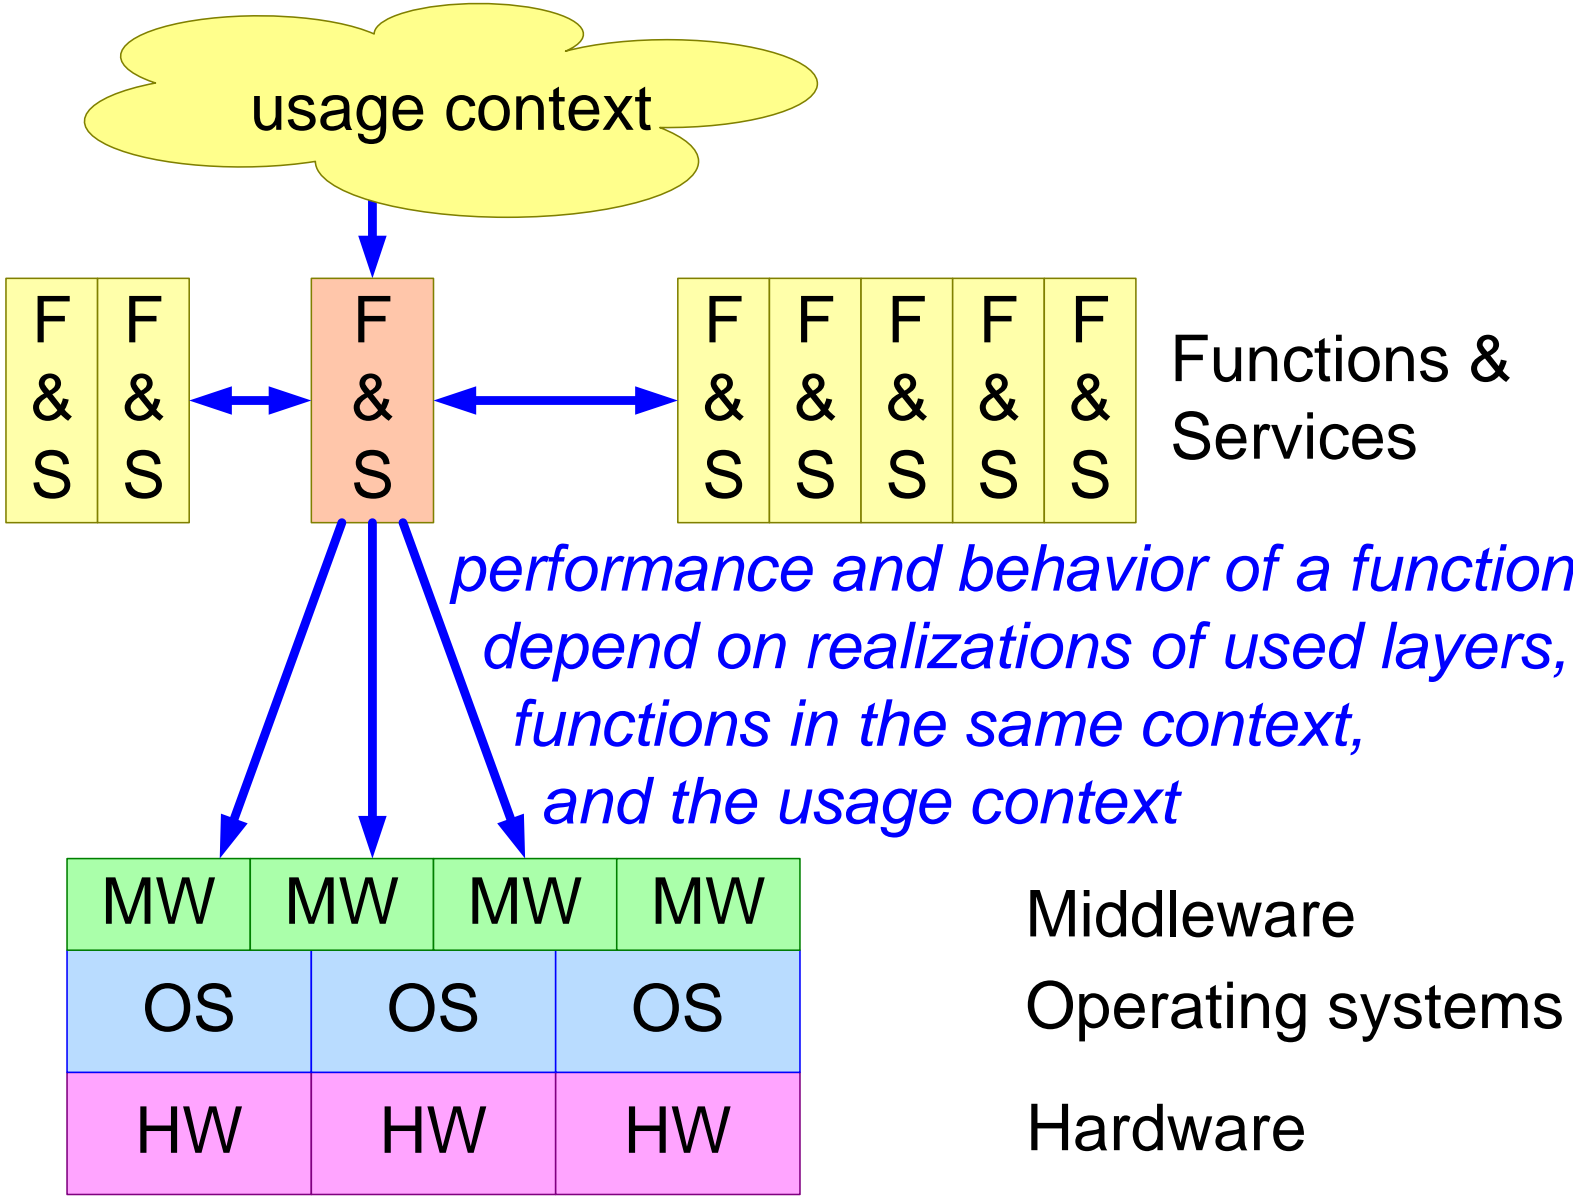 usage context
F F F F F F F F
& & & & & & & &
S S S S S S S S
Functions &
Services
performance and behavior of a function
depend on realizations of used layers,
functions in the same context,
and the usage context
MW MW MW MW
Middleware
OS OS OS
Operating systems
HW HW HW
Hardware